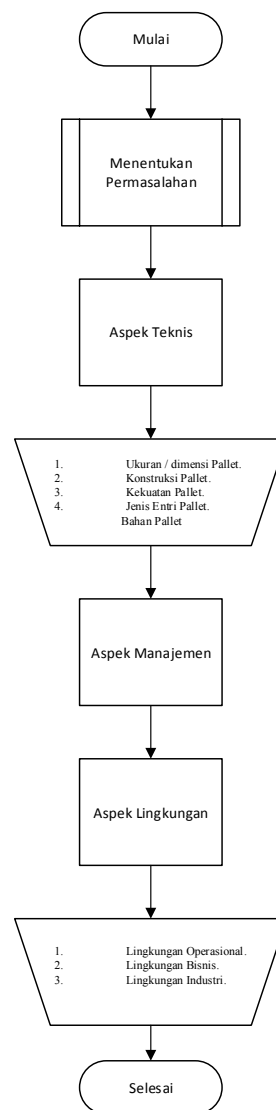 Mulai
Menentukan
Permasalahan
Aspek Teknis
1. Ukuran / dimensi Pallet.
2. Konstruksi Pallet.
3. Kekuatan Pallet.
4. Jenis Entri Pallet.
Bahan Pallet
Aspek Manajemen
Aspek Lingkungan
1. Lingkungan Operasional.
2. Lingkungan Bisnis.
3. Lingkungan Industri.
Selesai